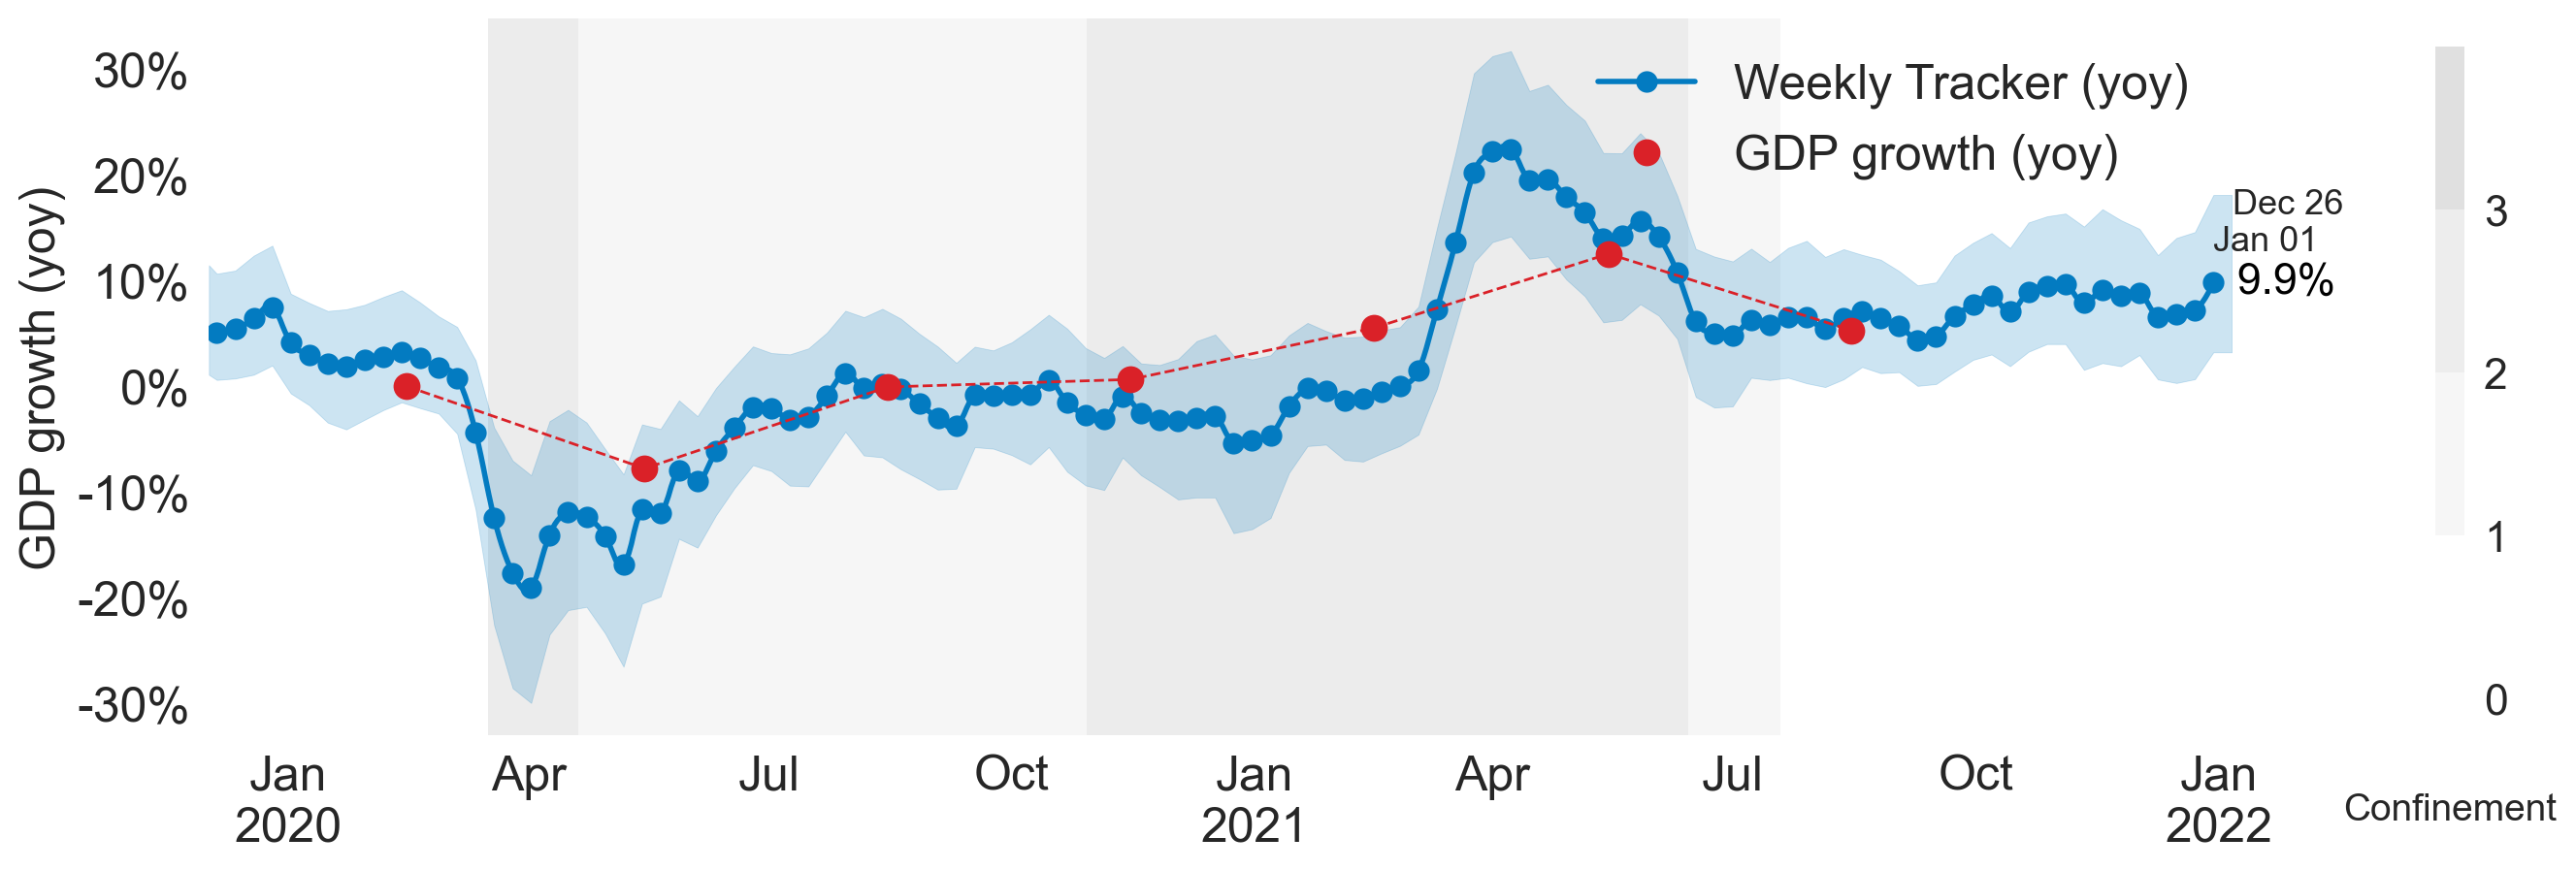 GDP growth (yoy)
30%
20%
10%
0%
-10%
-20%
-30%
Weekly Tracker (yoy)
GDP growth (yoy)
Dec 26
Jan 01
9.9%
3
2
1
0
Confinement
Jan Apr Jul Oct Jan Apr Jul Oct Jan
2020 2021 2022